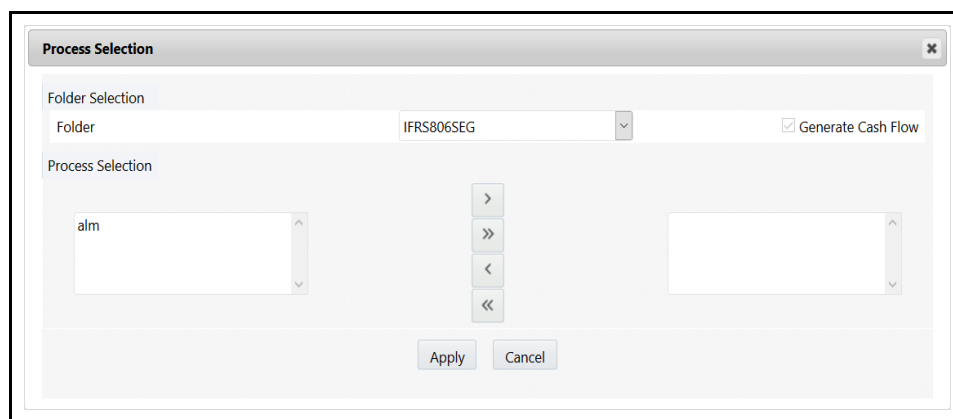 Process Selection
Folder Selection
Folder IFRS806SEG Generate Cash Flow
Process Selection
alm
Apply Cancel